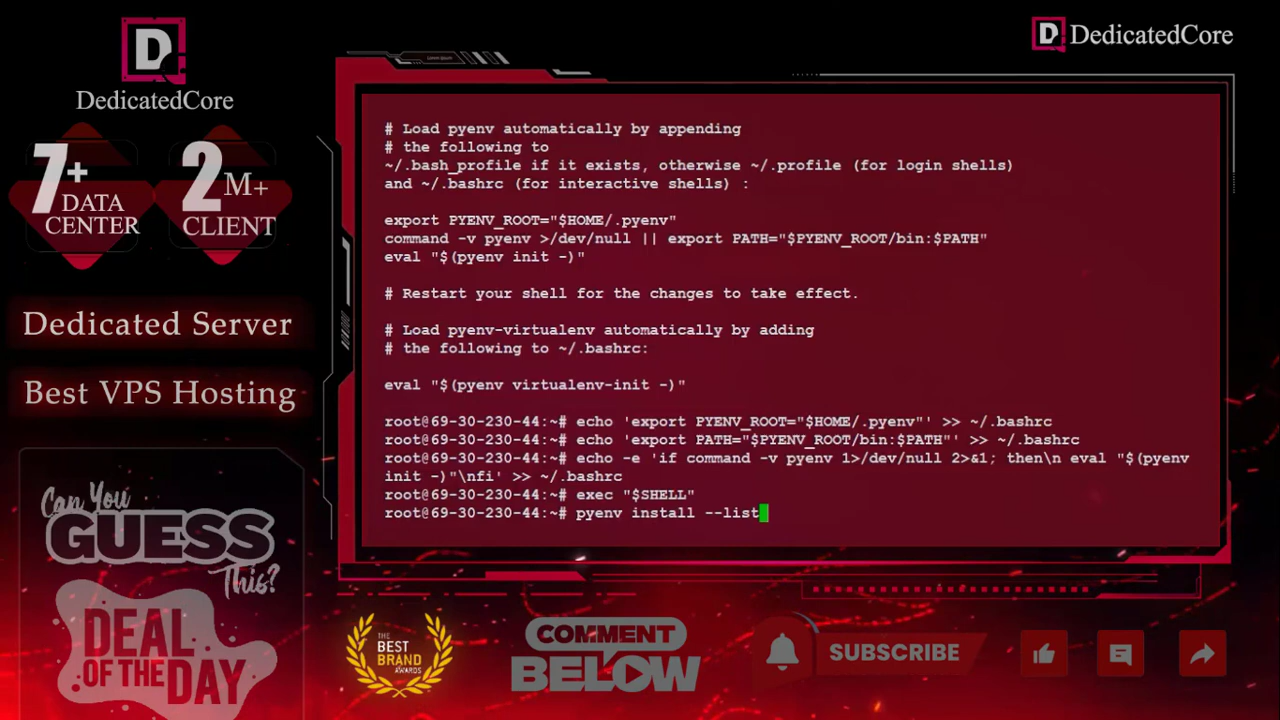 DedicatedCore
DedicatedCore
7+
DATA
CENTER
2
M+
CLIENT
Dedicated Server
Best VPS Hosting
Can You
GUESS
This?
DEAL
OF THE
DAY
# Load pyenv automatically by appending
# the following to
~/.bash_profile if it exists, otherwise ~/.profile (for login shells)
and ~/.bashrc (for interactive shells) :
export PYENV_ROOT="$HOME/.pyenv"
command -v pyenv >/dev/null || export PATH="$PYENV_ROOT/bin:$PATH"
eval "$(pyenv init -)"
# Restart your shell for the changes to take effect.
# Load pyenv-virtualenv automatically by adding
# the following to ~/.bashrc:
eval "$(pyenv virtualenv-init -)"
root@69-30-230-44:~# echo 'export PYENV_ROOT="$HOME/.pyenv"' >> ~/.bashrc
root@69-30-230-44:~# echo 'export PATH="$PYENV_ROOT/bin:$PATH"' >> ~/.bashrc
root@69-30-230-44:~# echo -e 'if command -v pyenv 1>/dev/null 2>&1; then\n eval "$(pyenv
init -)"\nfi' >> ~/.bashrc
root@69-30-230-44:~# exec "$SHELL"
root@69-30-230-44:~# pyenv install --list
THE
BEST
BRAND
AWARDS
COMMENT
BELOW
SUBSCRIBE